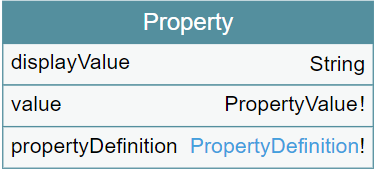 Property
displayValue String
value PropertyValue!
propertyDefinition PropertyDefinition!